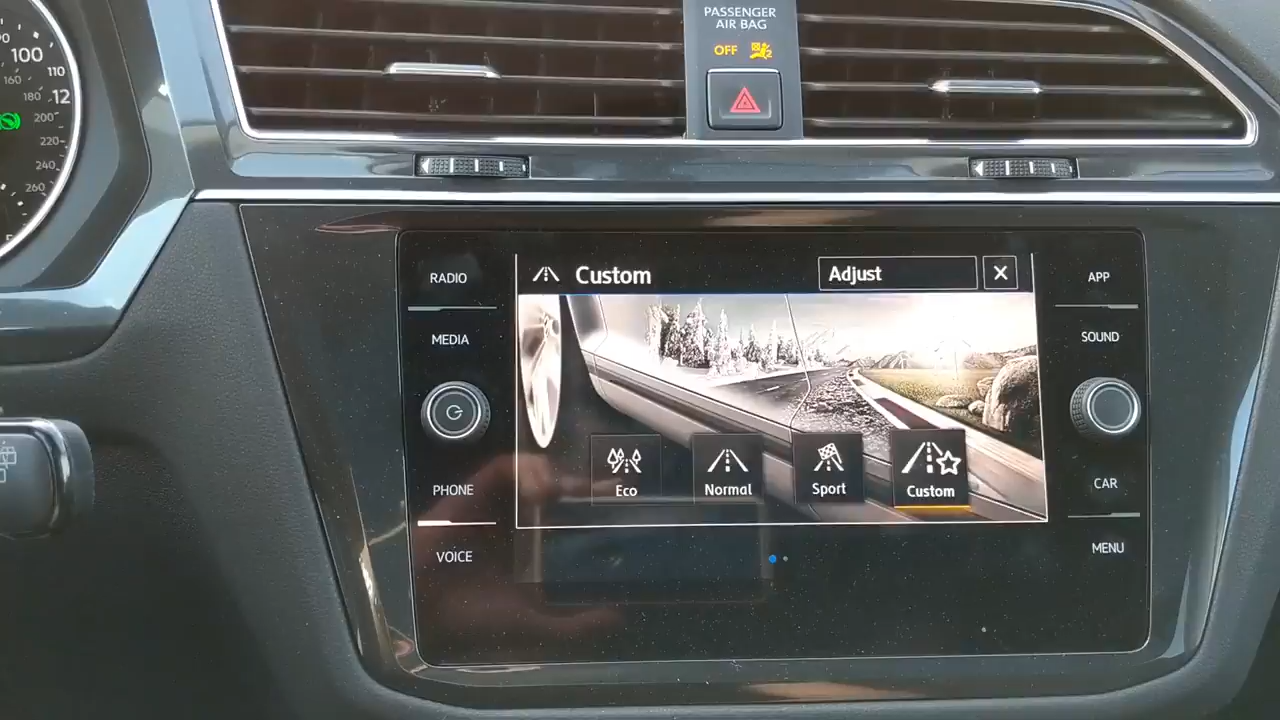 PASSENGER
AIR BAG
OFF
100
110
160
180
12
200
220
240
260
RADIO
Custom
Adjust
APP
MEDIA
SOUND
Eco
Normal
Sport
Custom
PHONE
CAR
VOICE
MENU